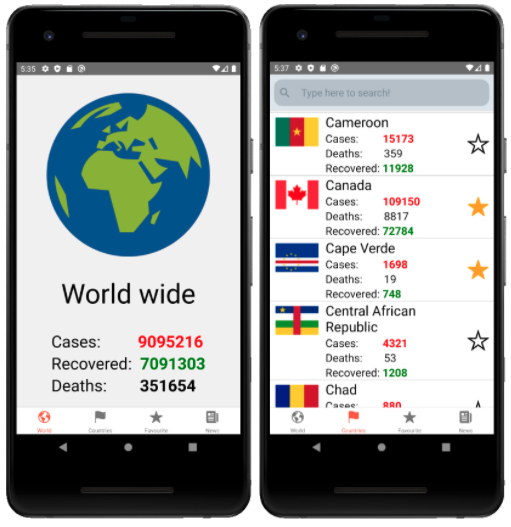 5:35
World wide
Cases: 9095216
Recovered: 7091303
Deaths: 351654
World Countries Favourite News
5:37
Type here to search!
Cameroon
Cases: 15173
Deaths: 359
Recovered: 11928
Canada
Cases: 109150
Deaths: 8817
Recovered: 72784
Cape Verde
Cases: 1698
Deaths: 19
Recovered: 748
Central African
Republic
Cases: 4321
Deaths: 53
Recovered: 1208
Chad
Cases: 880
World Countries Favourite News